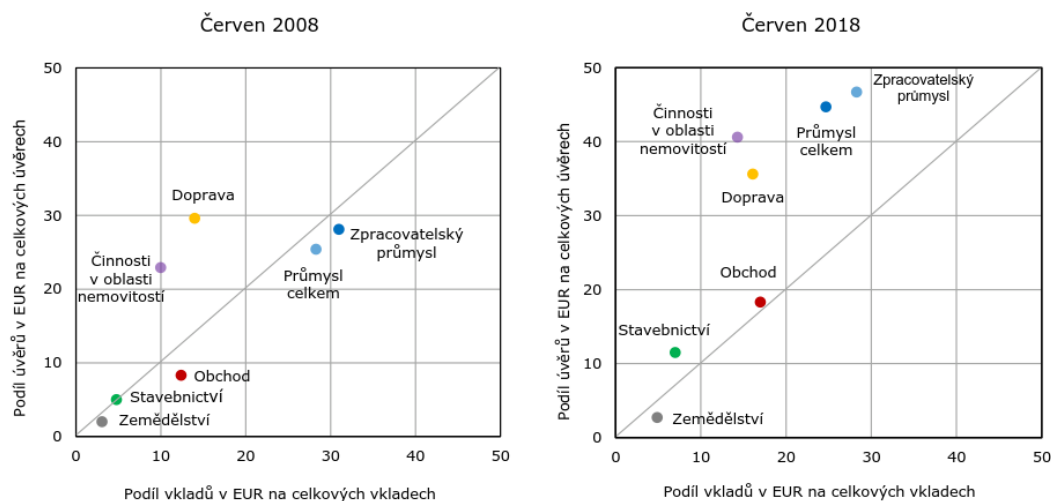 Červen 2008
50
40
30
20
10
0
0
10
20
30
40
50
Podíl úvěrů v EUR na celkových úvěrech
Podíl vkladů v EUR na celkových vkladech
Doprava
Činnosti
v oblasti
nemovitostí
Zpracovatelský
průmysl
Průmysl
celkem
Obchod
Stavebnictví
Zemědělství
Červen 2018
50
40
30
20
10
0
0
10
20
30
40
50
Podíl úvěrů v EUR na celkových úvěrech
Podíl vkladů v EUR na celkových vkladech
Zpracovatelský
průmysl
Činnosti
v oblasti
nemovitostí
Průmysl
celkem
Doprava
Obchod
Stavebnictví
Zemědělství